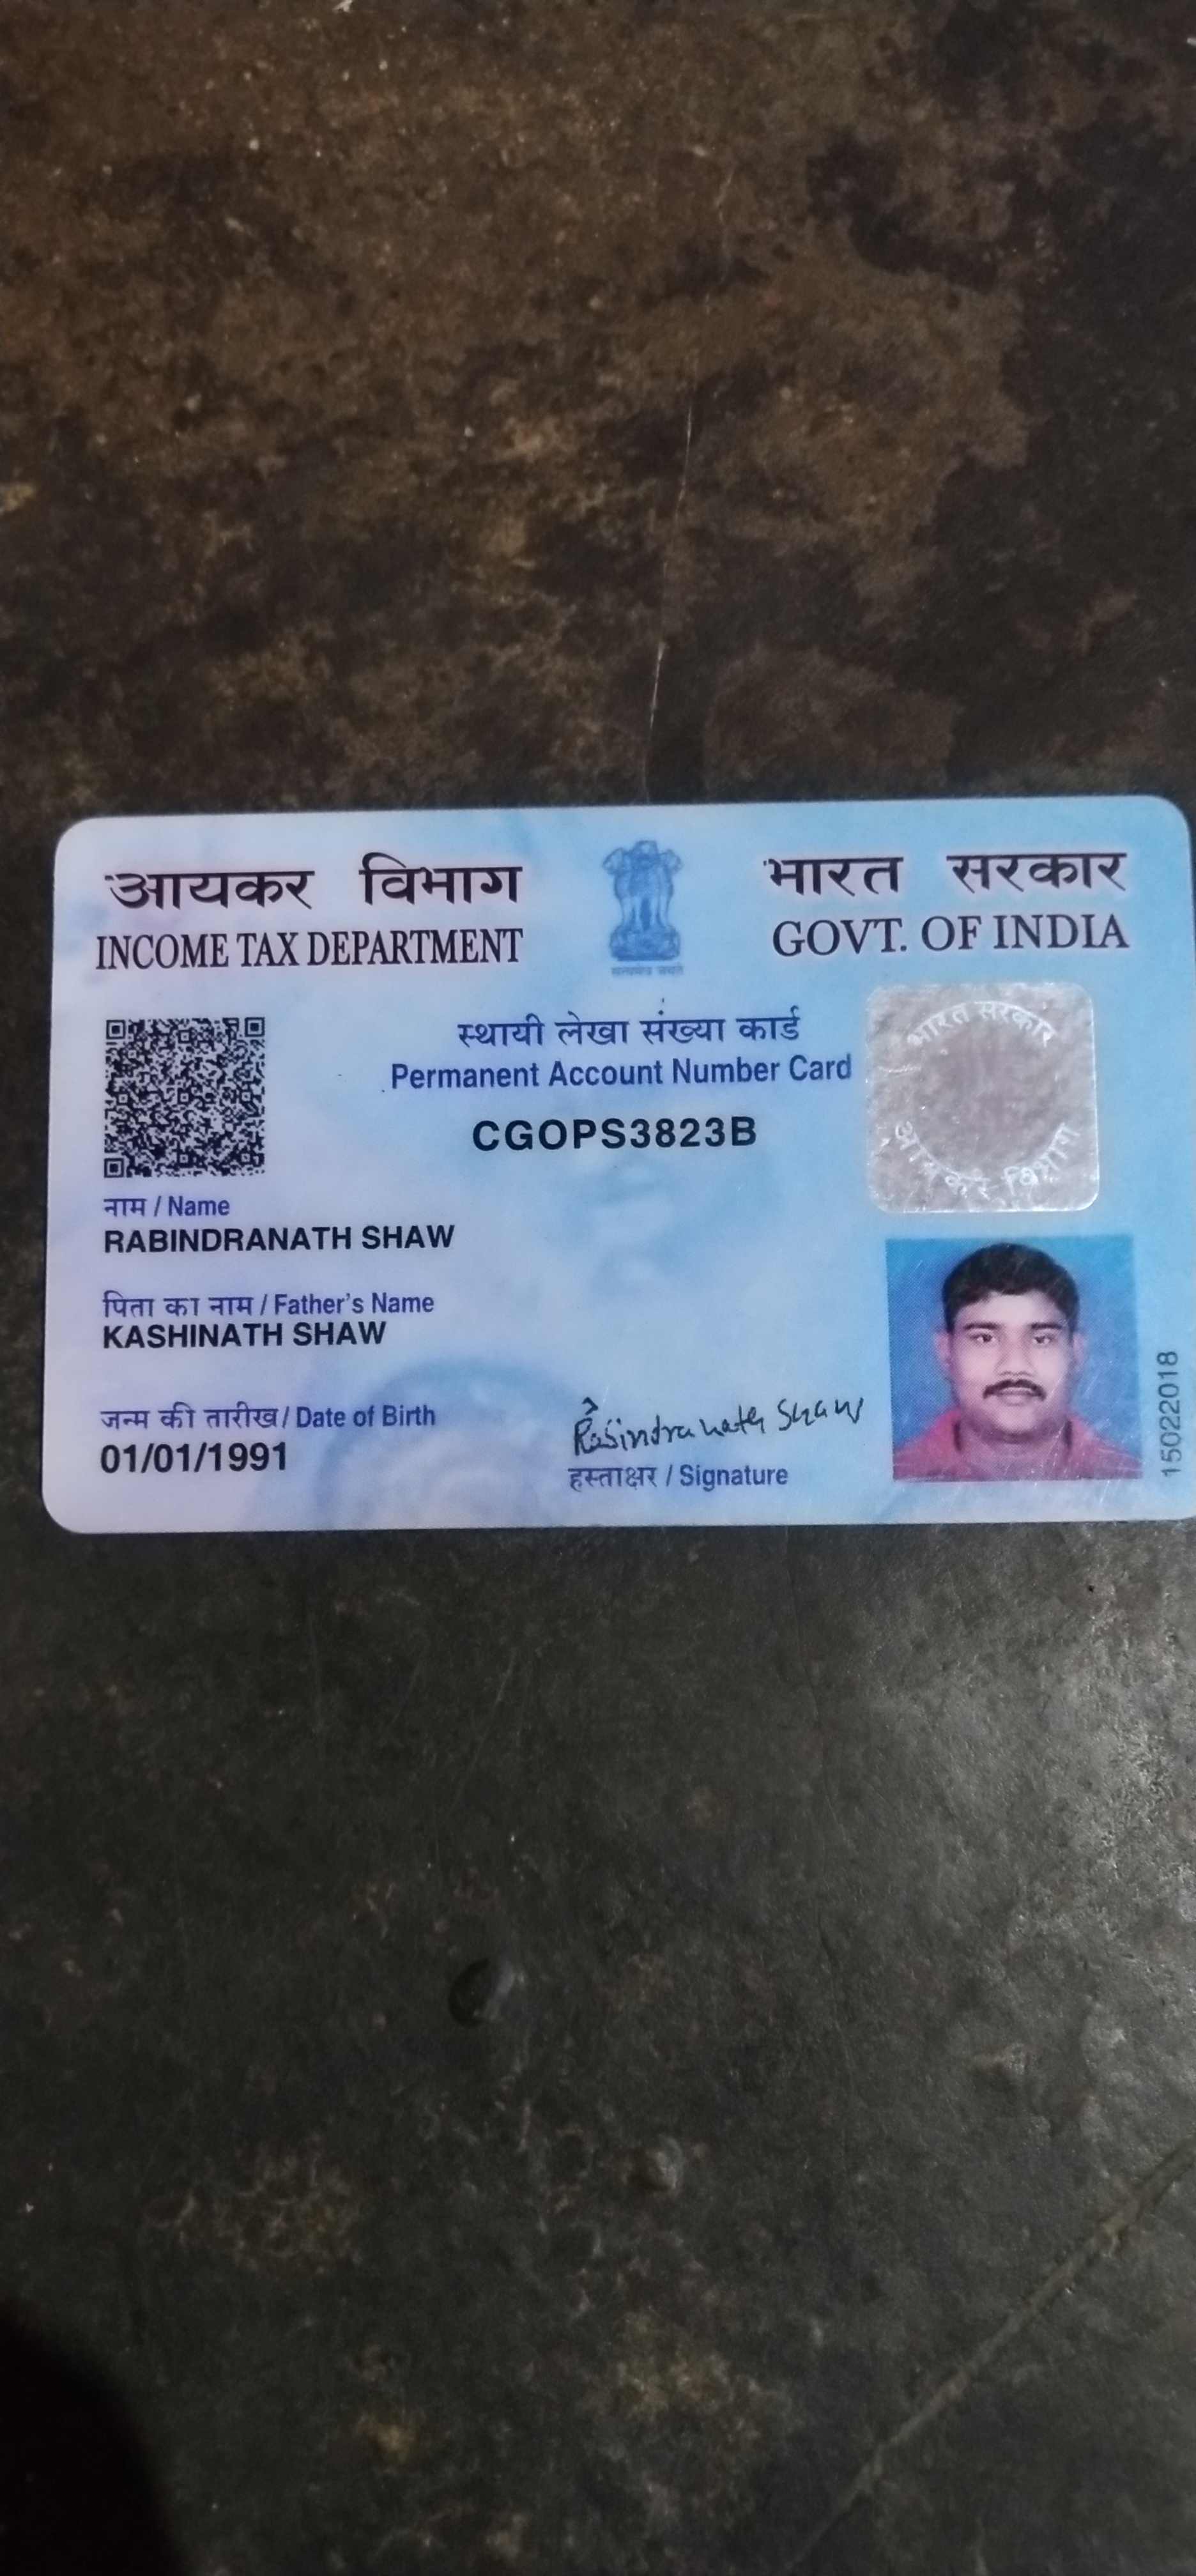 आयकर विभाग
INCOME TAX DEPARTMENT
सत्यमेव जयते
भारत सरकार
GOVT. OF INDIA
स्थायी लेखा संख्या कार्ड
Permanent Account Number Card
CGOPS3823B
भारत सरकार
आयकर विभाग
नाम / Name
RABINDRANATH SHAW
पिता का नाम / Father's Name
KASHINATH SHAW
जन्म की तारीख / Date of Birth
01/01/1991
Rabindranath Shaw
हस्ताक्षर / Signature
15022018